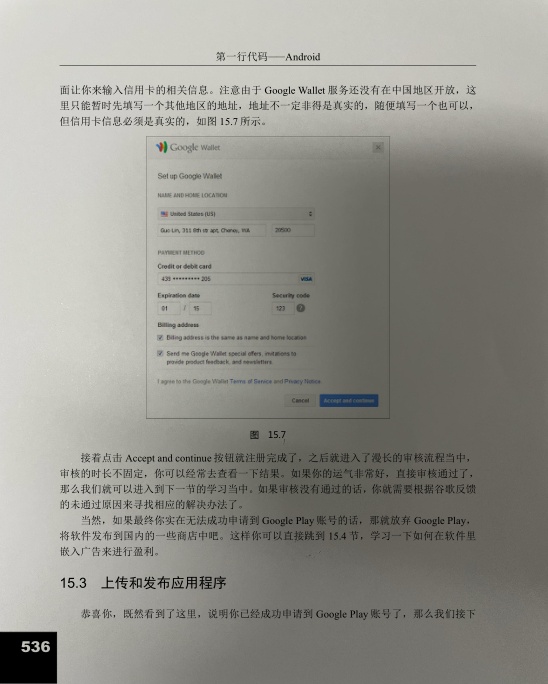 第一行代码——Android
面让你来输入信用卡的相关信息。注意由于 Google Wallet 服务还没有在中国地区开放，这
里只能暂时先填写一个其他地区的地址，地址不一定非得是真实的，随便填写一个也可以，
但信用卡信息必须是真实的，如图 15.7 所示。
Google Wallet
Set up Google Wallet
NAME AND HOME LOCATION
United States (US)
Guo Lin, 351 8th str apt, Cheney, WA 20500
PAYMENT METHOD
Credit or debit card
VISA
Expiration date Security code
01 / 15 123
Billing address
Billing address is the same as name and home location
Send me Google Wallet special offers, invitations to
provide product feedback, and newsletters.
I agree to the Google Wallet Terms of Service and Privacy Notice.
Cancel Accept and continue
图 15.7
接着点击 Accept and continue 按钮就注册完成了，之后就进入了漫长的审核流程当中，
审核的时长不固定，你可以经常去查看一下结果。如果你的运气非常好，直接审核通过了，
那么我们就可以进入到下一节的学习当中。如果审核没有通过的话，你就需要根据谷歌反馈
的未通过原因来寻找相应的解决办法了。
当然，如果最终你实在无法成功申请到 Google Play 账号的话，那就放弃 Google Play，
将软件发布到国内的一些商店中吧。这样你可以直接跳到 15.4 节，学习一下如何在软件里
嵌入广告来进行盈利。
15.3 上传和发布应用程序
恭喜你，既然看到了这里，说明你已经成功申请到 Google Play 账号了，那么我们接下
536